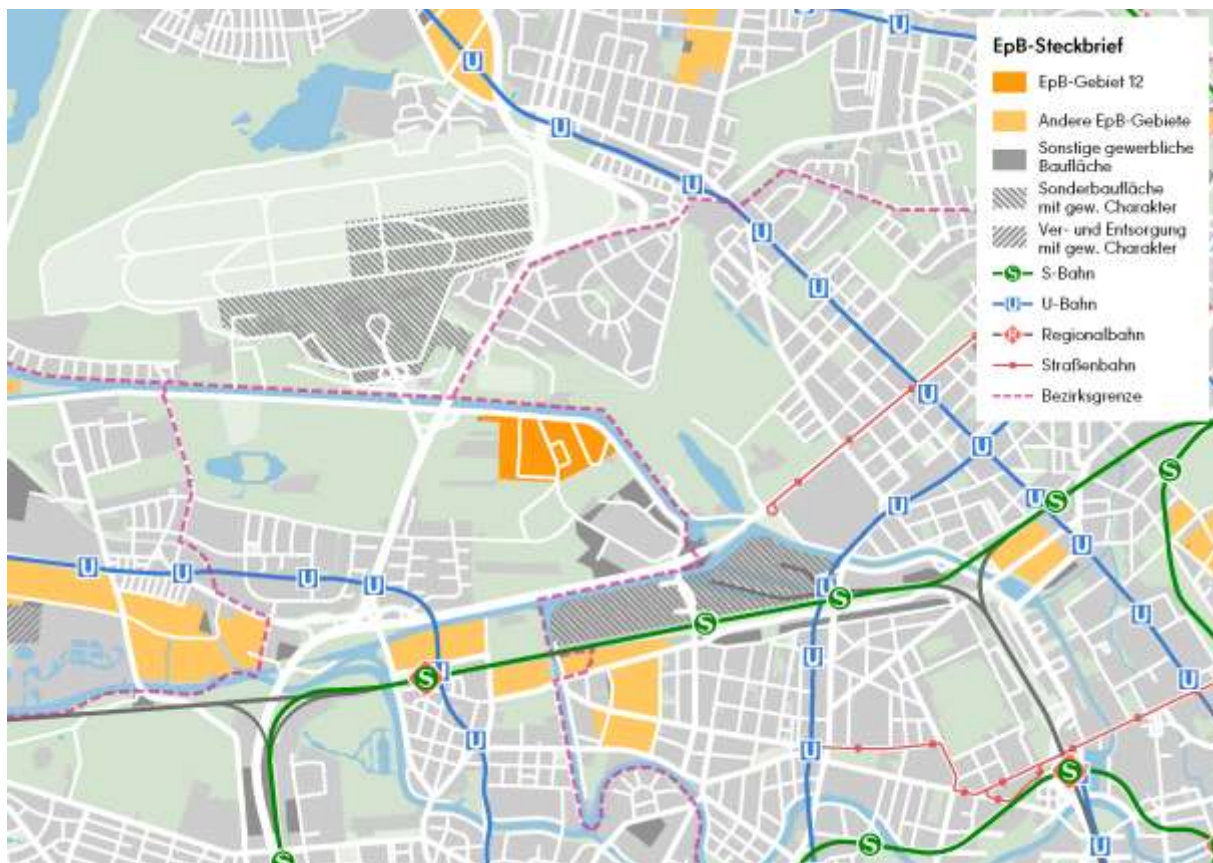 EpB-Steckbrief
EpB-Gebiet 12
Andere EpB-Gebiete
Sonstige gewerbliche
Baufläche
Sonderbaufläche
mit gew. Charakter
Ver- und Entsorgung
mit gew. Charakter
S-Bahn
U-Bahn
Regionalbahn
Straßenbahn
Bezirksgrenze